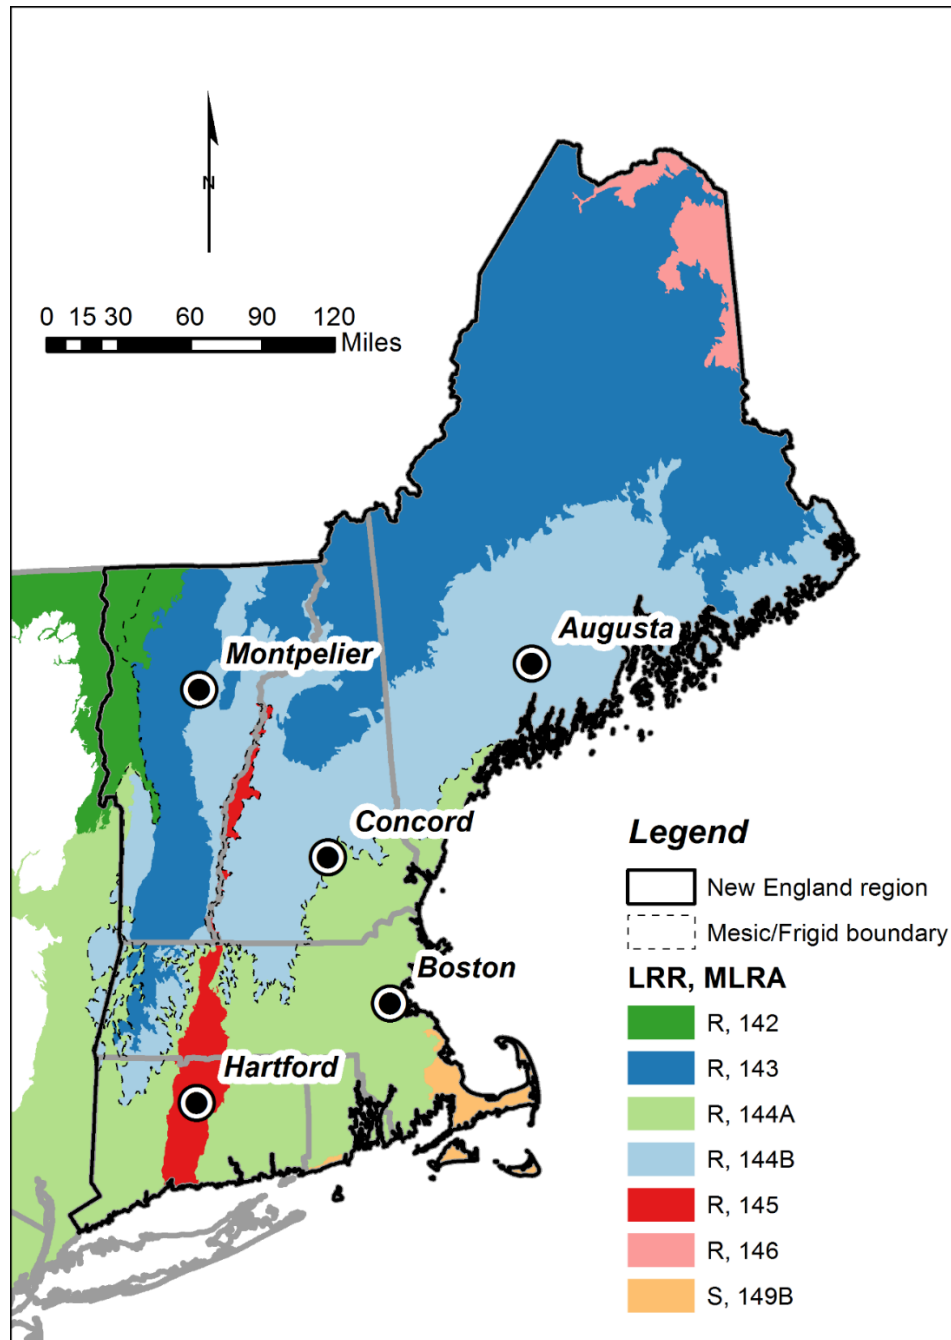 N
0 15 30 60 90 120
Miles
Augusta
Montpelier
Concord
Boston
Hartford
Legend
New England region
Mesic/Frigid boundary
LRR, MLRA
R, 142
R, 143
R, 144A
R, 144B
R, 145
R, 146
S, 149B